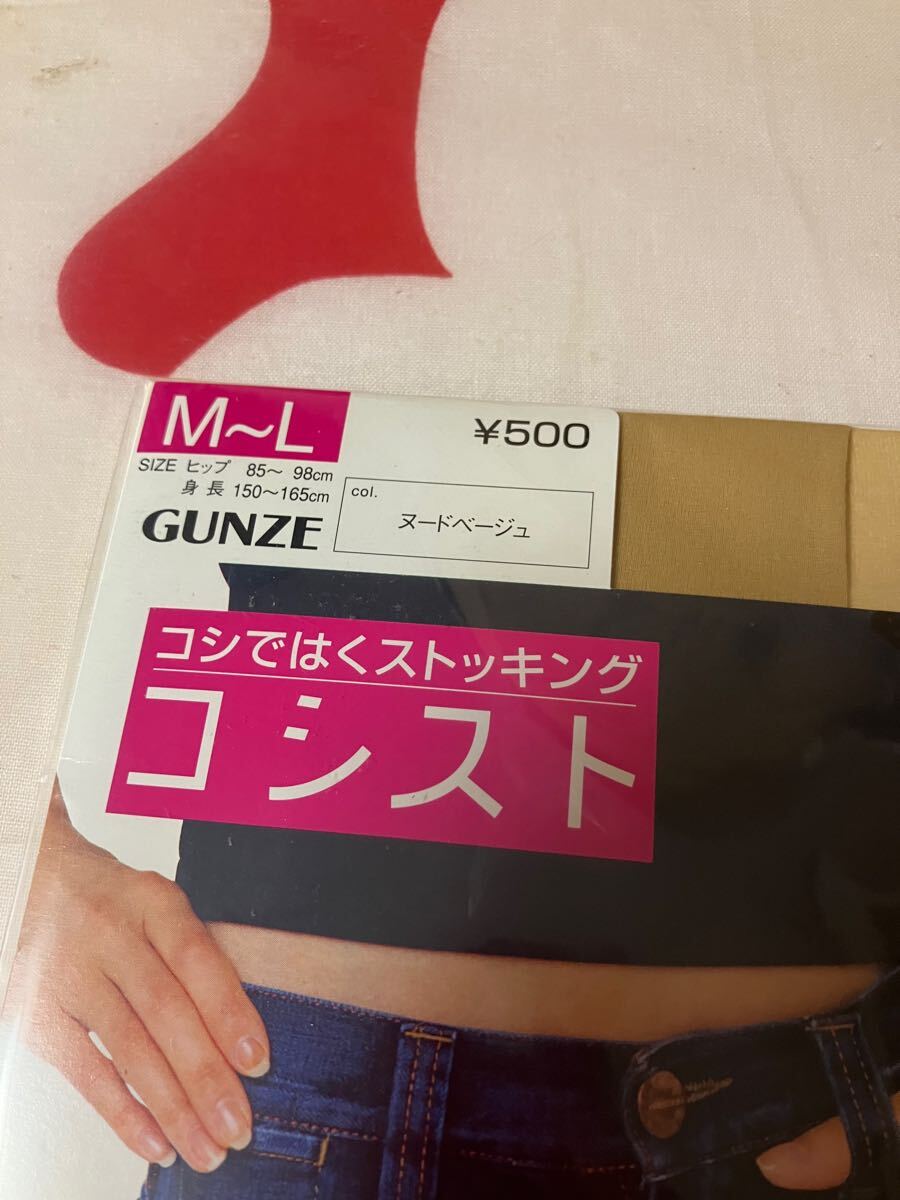 M〜L
¥500
SIZE ヒップ 85〜 98cm
身長 150〜165cm
col.
ヌードベージュ
GUNZE
コシではくストッキング
コシスト